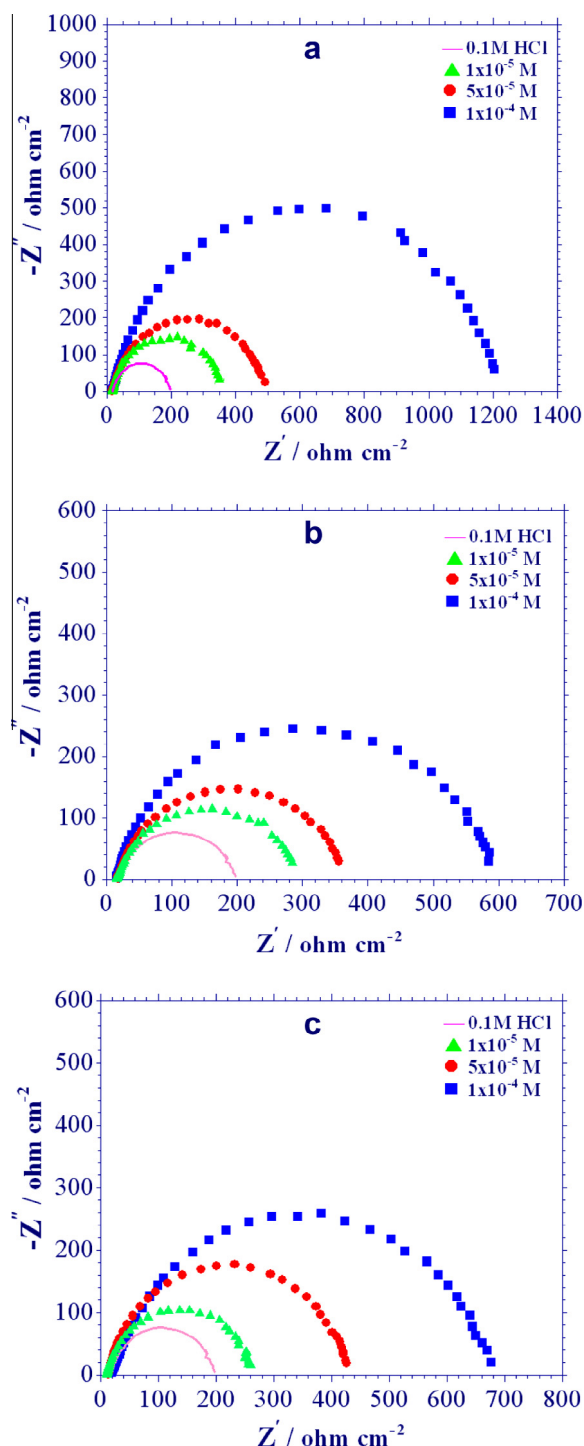 1000
900
800
700
600
500
400
300
200
100
0
-Z″ / ohm cm⁻²
a
0.1M HCl
1x10⁻⁵ M
5x10⁻⁵ M
1x10⁻⁴ M
0 200 400 600 800 1000 1200 1400
Z′ / ohm cm⁻²
600
500
400
300
200
100
0
-Z″ / ohm cm⁻²
b
0.1M HCl
1x10⁻⁵ M
5x10⁻⁵ M
1x10⁻⁴ M
0 100 200 300 400 500 600 700
Z′ / ohm cm⁻²
600
500
400
300
200
100
0
-Z″ / ohm cm⁻²
c
0.1M HCl
1x10⁻⁵ M
5x10⁻⁵ M
1x10⁻⁴ M
0 100 200 300 400 500 600 700 800
Z′ / ohm cm⁻²